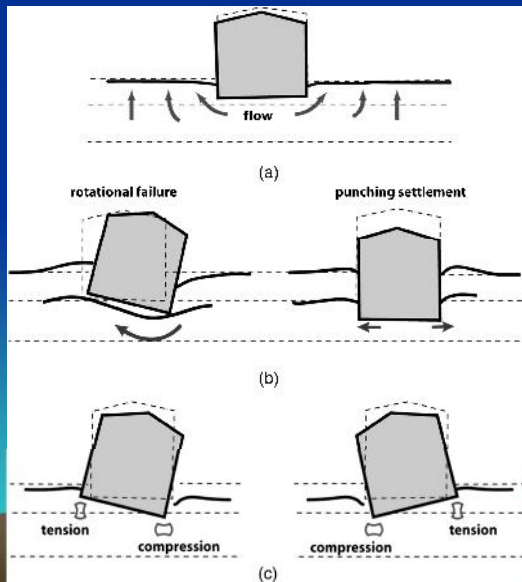 flow
(a)
rotational failure
punching settlement
(b)
tension
compression
compression
tension
(c)